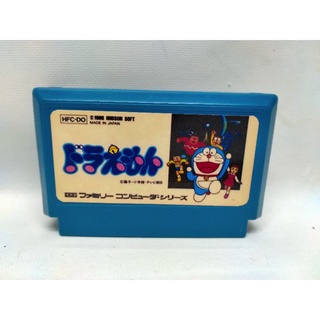 HFC-DO
© 1986 HUDSON SOFT
MADE IN JAPAN
ドラえもん
ファミリー コンピュータ・シリーズ